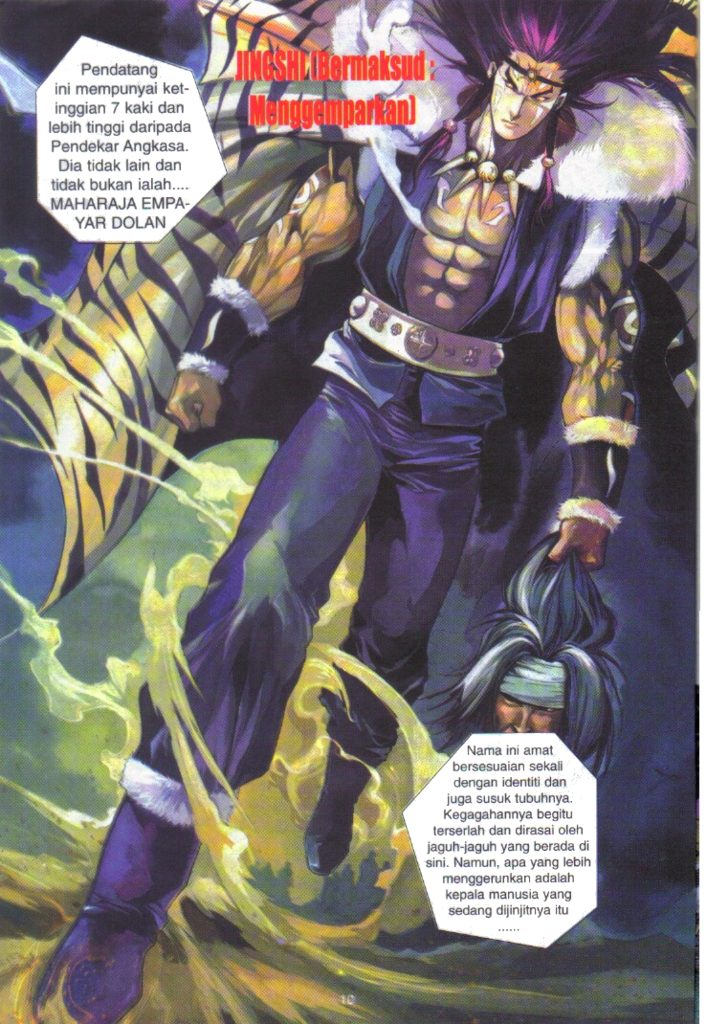 Pendatang
ini mempunyai ket-
inggian 7 kaki dan
lebih tinggi daripada
Pendekar Angkasa.
Dia tidak lain dan
tidak bukan ialah....
MAHARAJA EMPA-
YAR DOLAN
JINGSHI (Bermaksud :
Menggemparkan)
Nama ini amat
bersesuaian sekali
dengan identiti dan
juga susuk tubuhnya.
Kegagahannya begitu
terserlah dan dirasai oleh
jaguh-jaguh yang berada di
sini. Namun, apa yang lebih
menggerunkan adalah
kepala manusia yang
sedang dijinjitnya itu
......
10